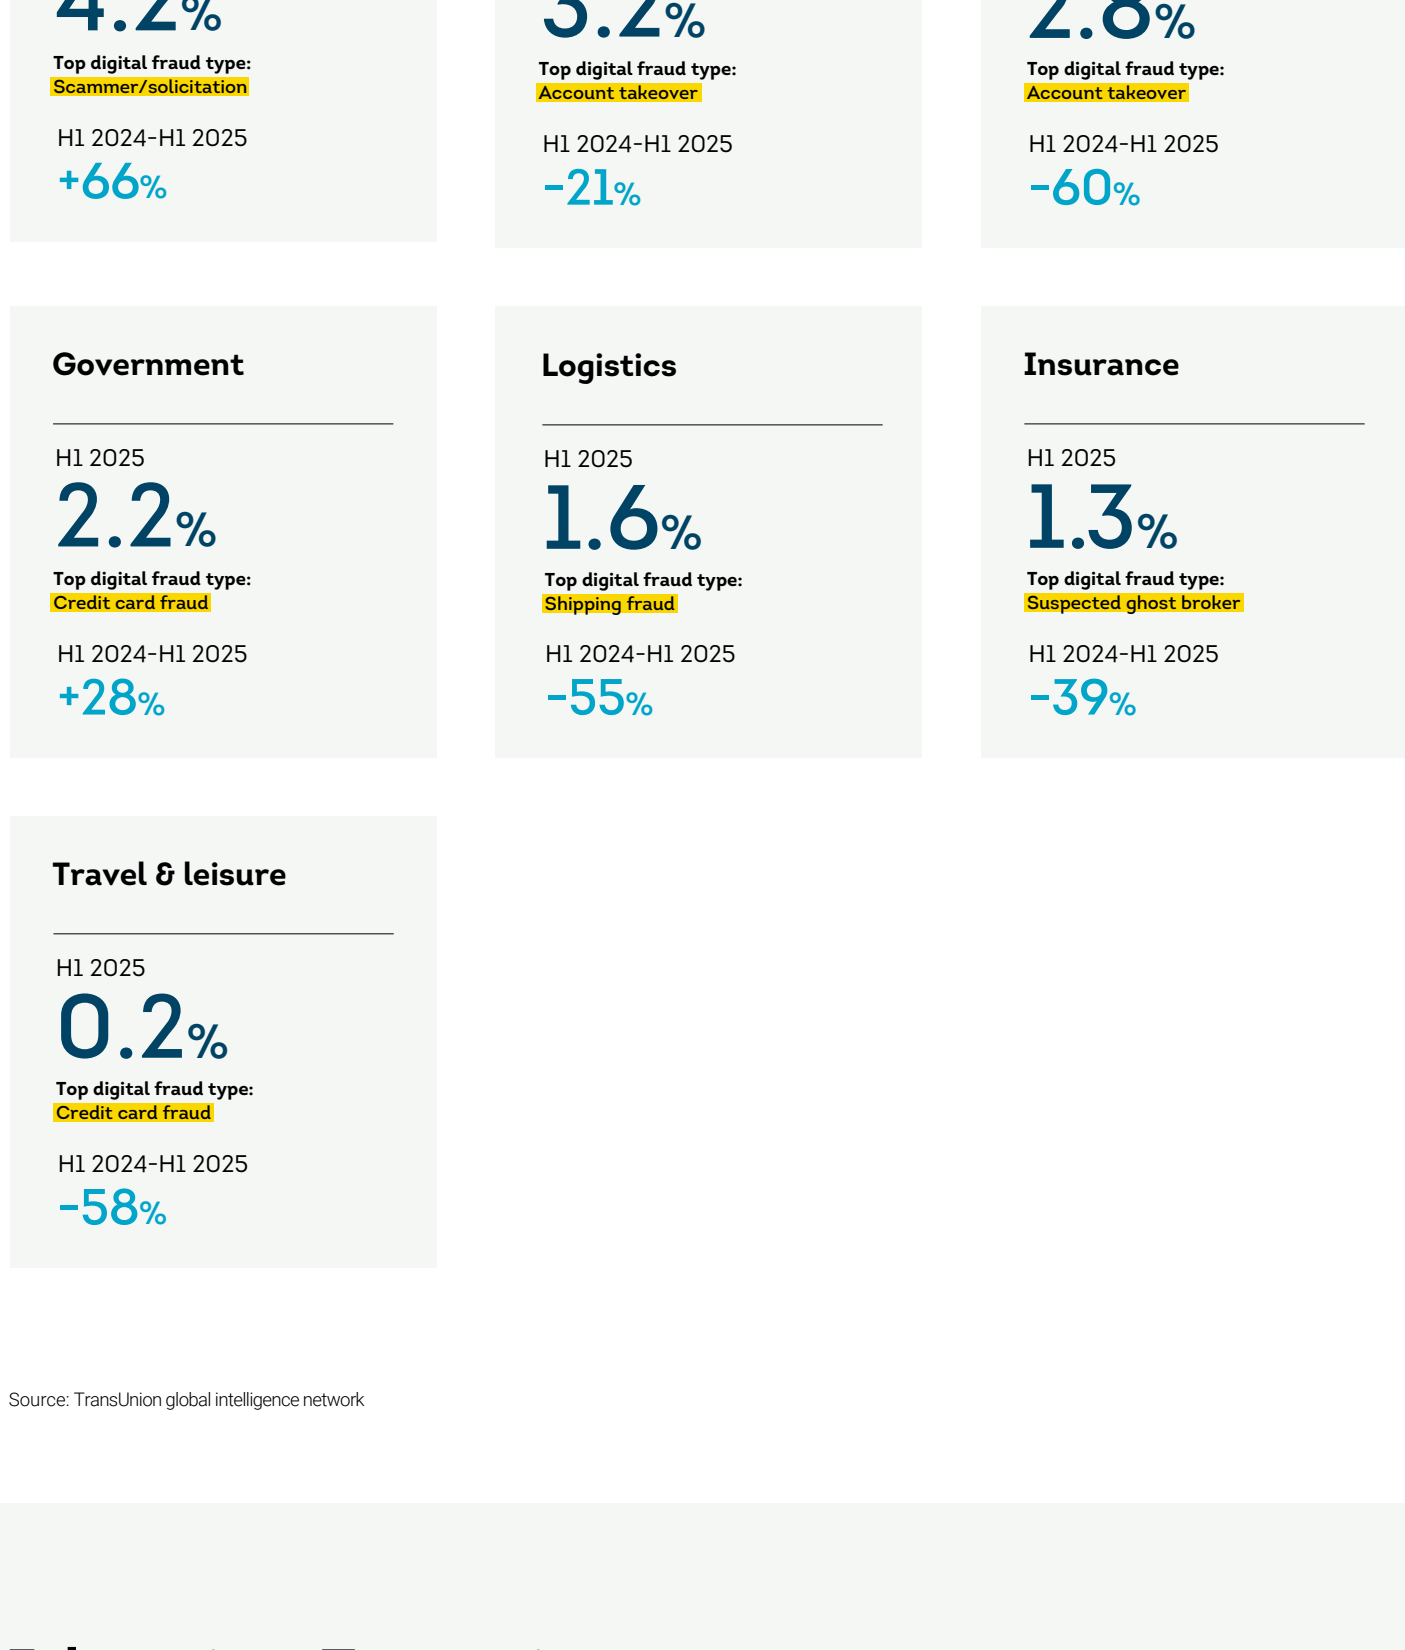 4.2%
Top digital fraud type:
Scammer/solicitation
H1 2024-H1 2025
+66%
3.2%
Top digital fraud type:
Account takeover
H1 2024-H1 2025
-21%
2.8%
Top digital fraud type:
Account takeover
H1 2024-H1 2025
-60%
Government
H1 2025
2.2%
Top digital fraud type:
Credit card fraud
H1 2024-H1 2025
+28%
Logistics
H1 2025
1.6%
Top digital fraud type:
Shipping fraud
H1 2024-H1 2025
-55%
Insurance
H1 2025
1.3%
Top digital fraud type:
Suspected ghost broker
H1 2024-H1 2025
-39%
Travel & leisure
H1 2025
0.2%
Top digital fraud type:
Credit card fraud
H1 2024-H1 2025
-58%
Source: TransUnion global intelligence network